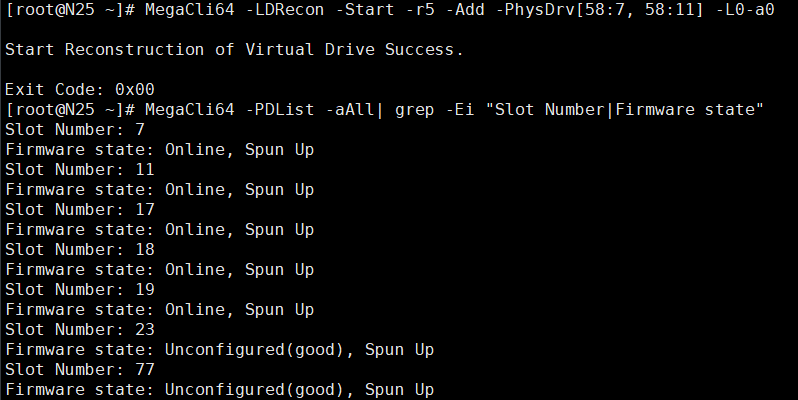 [root@N25 ~]# MegaCli64 -LDRecon -Start -r5 -Add -PhysDrv[58:7, 58:11] -L0-a0
Start Reconstruction of Virtual Drive Success.
Exit Code: 0x00
[root@N25 ~]# MegaCli64 -PDList -aAll| grep -Ei "Slot Number|Firmware state"
Slot Number: 7
Firmware state: Online, Spun Up
Slot Number: 11
Firmware state: Online, Spun Up
Slot Number: 17
Firmware state: Online, Spun Up
Slot Number: 18
Firmware state: Online, Spun Up
Slot Number: 19
Firmware state: Online, Spun Up
Slot Number: 23
Firmware state: Unconfigured(good), Spun Up
Slot Number: 77
Firmware state: Unconfigured(good), Spun Up